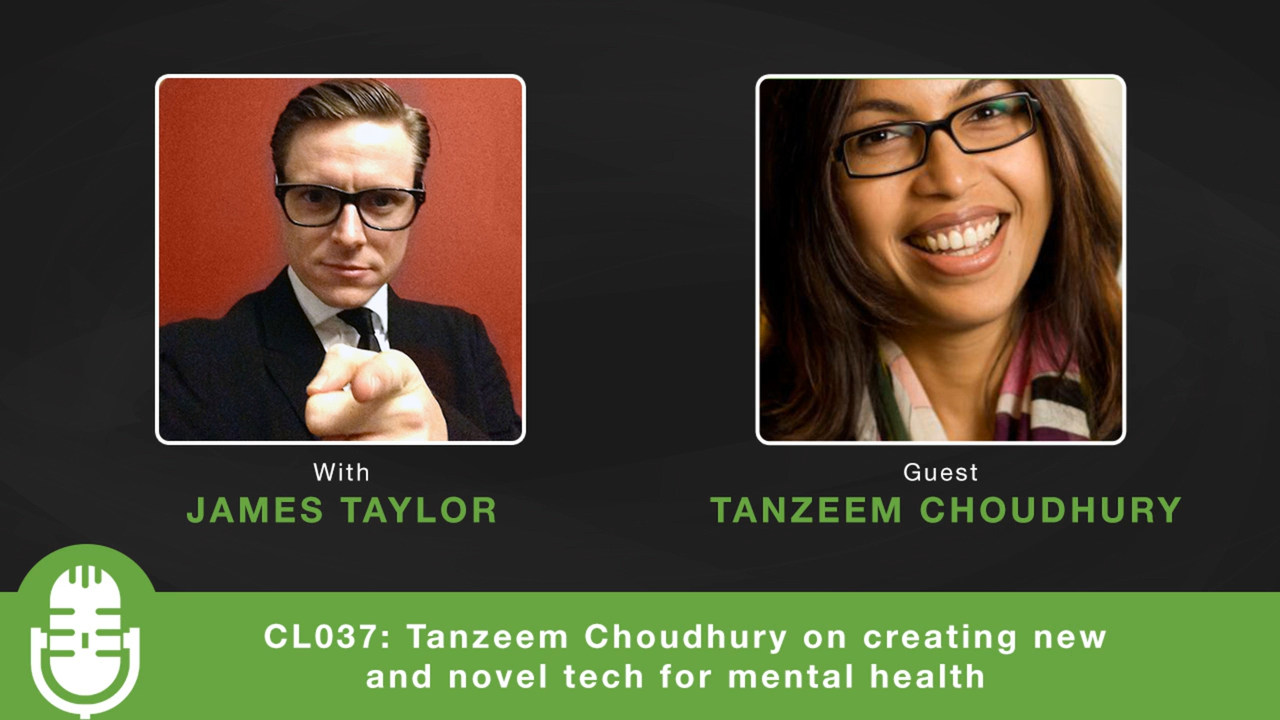 With
JAMES TAYLOR
Guest
TANZEEM CHOUDHURY
CL037: Tanzeem Choudhury on creating new
and novel tech for mental health